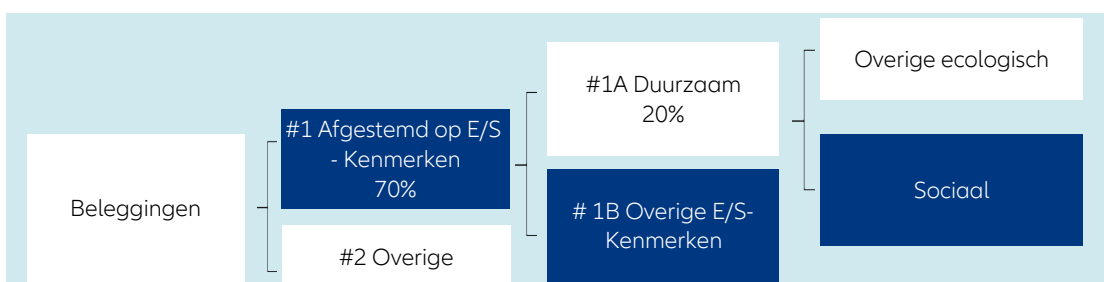 Beleggingen
#1 Afgestemd op E/S
- Kenmerken
70%
#2 Overige
#1A Duurzaam
20%
# 1B Overige E/S-
Kenmerken
Overige ecologisch
Sociaal